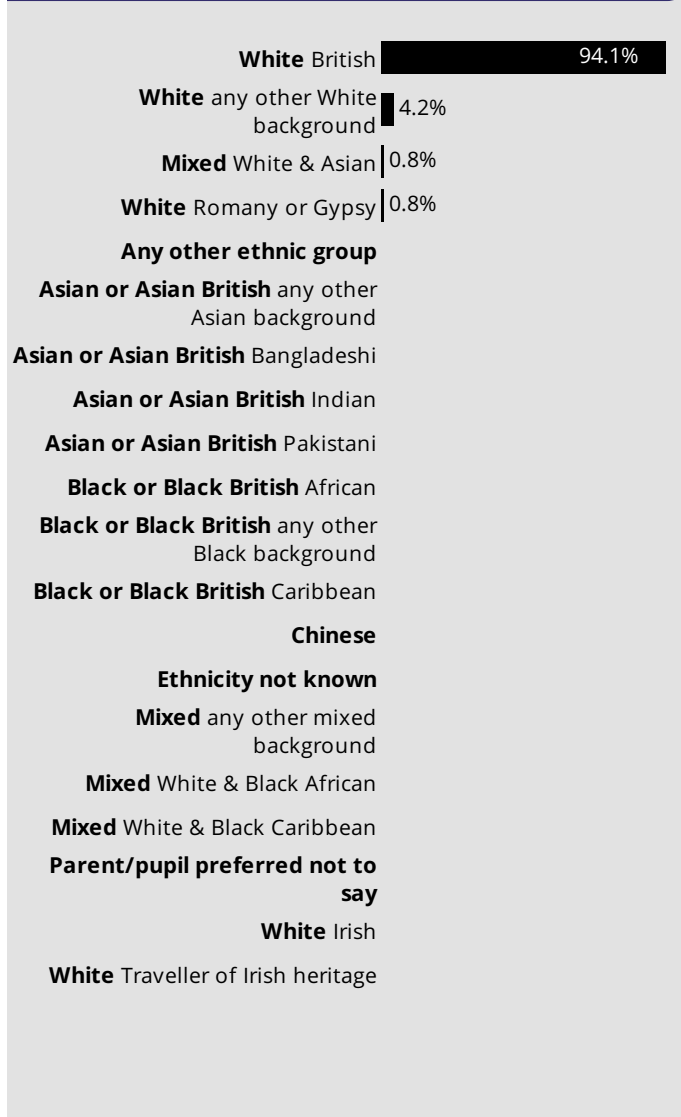 White British 94.1%
White any other White
background 4.2%
Mixed White & Asian 0.8%
White Romany or Gypsy 0.8%
Any other ethnic group
Asian or Asian British any other
Asian background
Asian or Asian British Bangladeshi
Asian or Asian British Indian
Asian or Asian British Pakistani
Black or Black British African
Black or Black British any other
Black background
Black or Black British Caribbean
Chinese
Ethnicity not known
Mixed any other mixed
background
Mixed White & Black African
Mixed White & Black Caribbean
Parent/pupil preferred not to
say
White Irish
White Traveller of Irish heritage